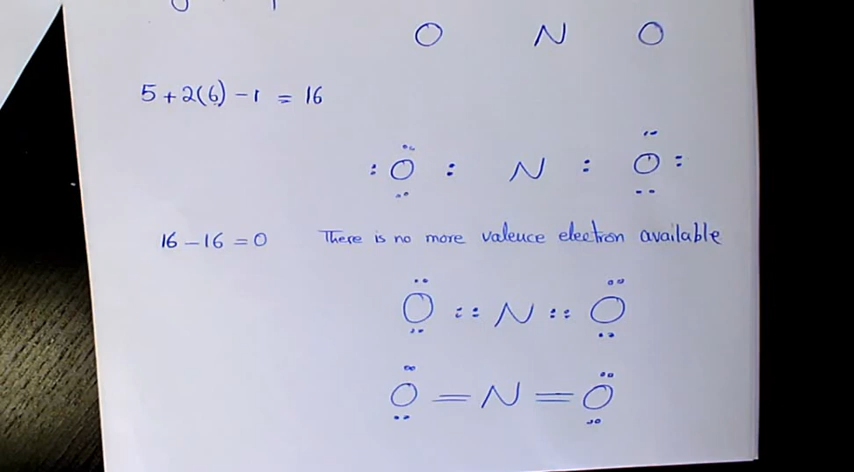 O N O
5 + 2(6) - 1 = 16
:O: : N : :O:
16 - 16 = 0 There is no more valence electron available
:O: :: N :: :O:
:O: = N = :O: